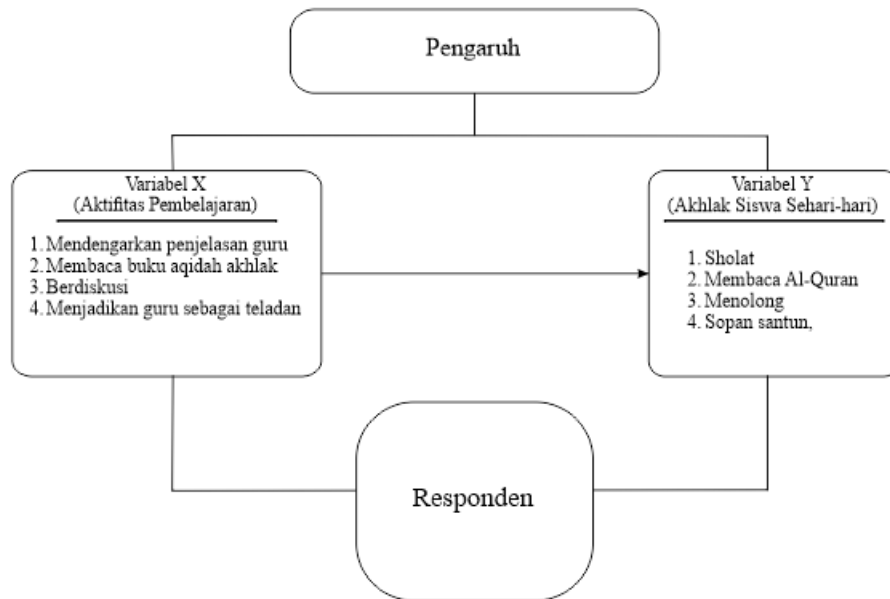 Pengaruh
Variabel X
(Aktifitas Pembelajaran)
1. Mendengarkan penjelasan guru
2. Membaca buku aqidah akhlak
3. Berdiskusi
4. Menjadikan guru sebagai teladan
Variabel Y
(Akhlak Siswa Sehari-hari)
1. Sholat
2. Membaca Al-Quran
3. Menolong
4. Sopan santun,
Responden